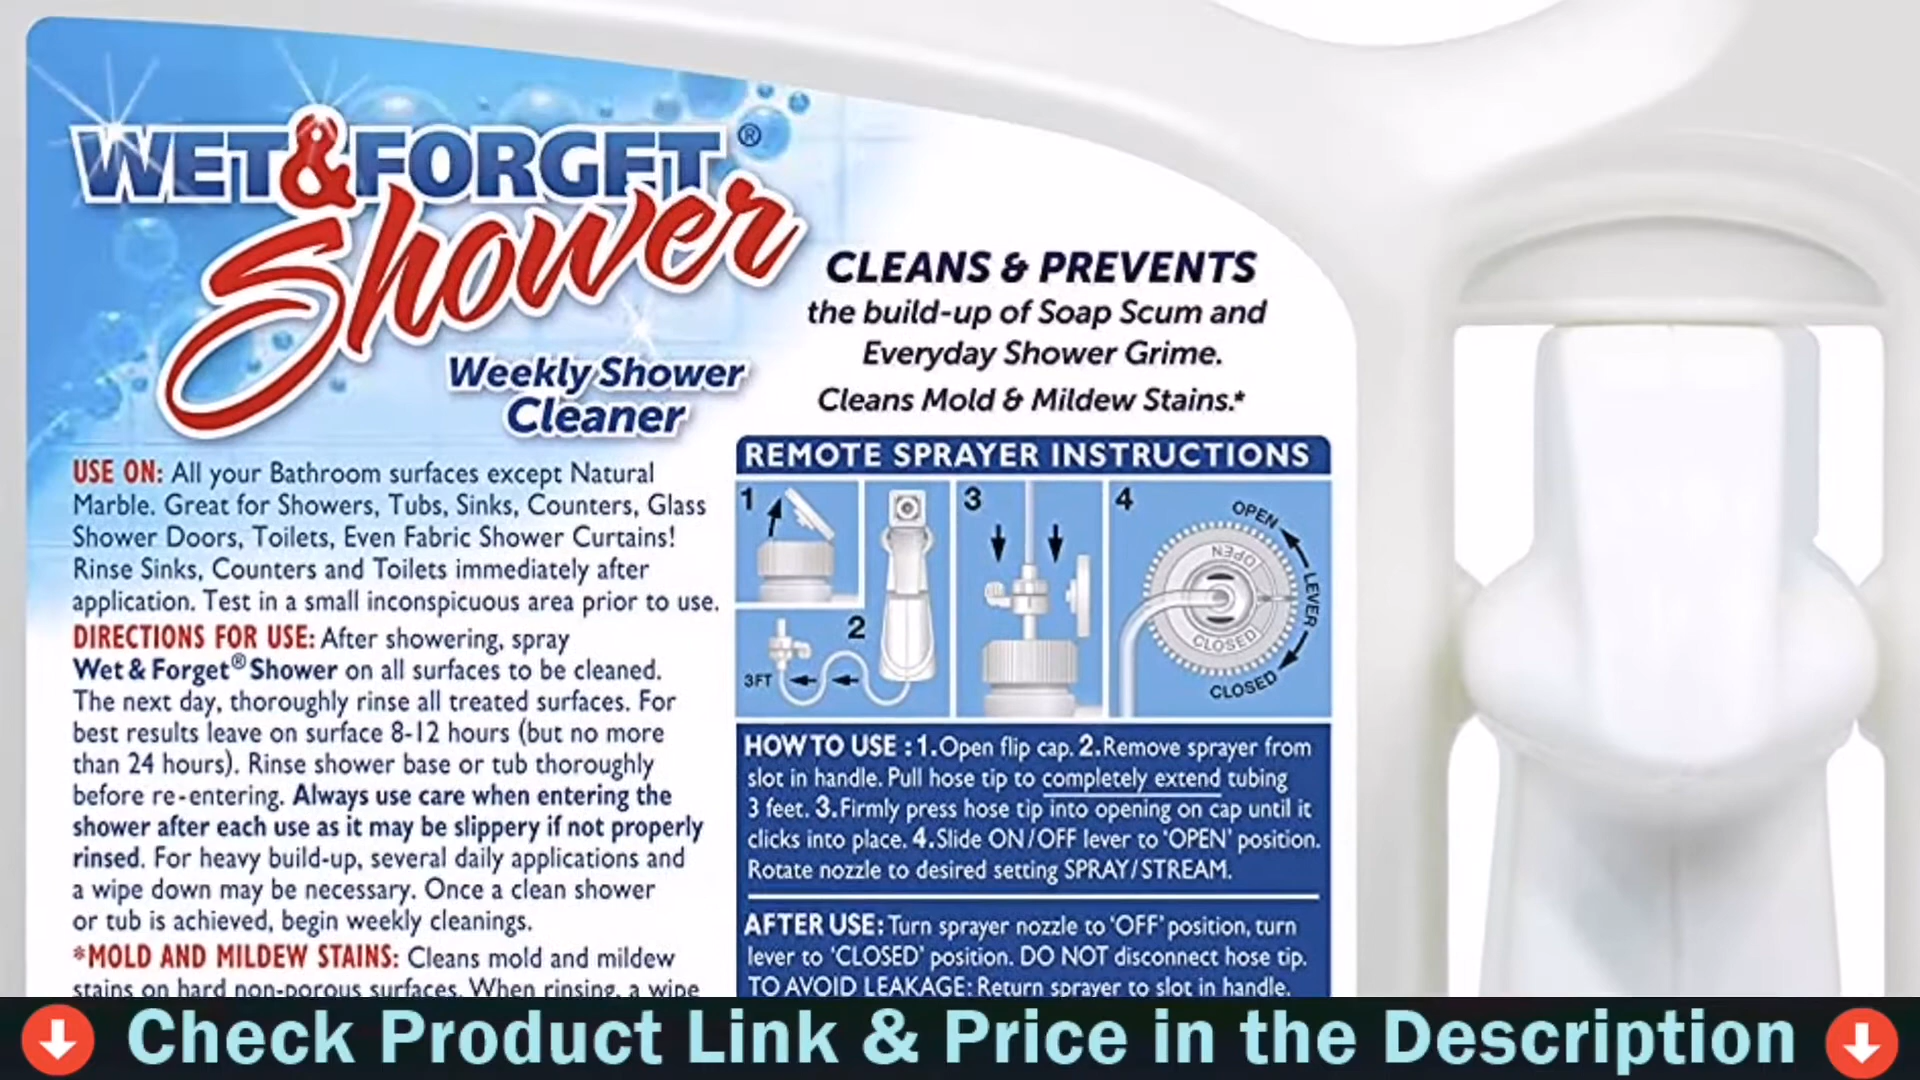 WET&FORGET®
Shower
Weekly Shower
Cleaner
CLEANS & PREVENTS
the build-up of Soap Scum and
Everyday Shower Grime.
Cleans Mold & Mildew Stains.*
USE ON: All your Bathroom surfaces except Natural
Marble. Great for Showers, Tubs, Sinks, Counters, Glass
Shower Doors, Toilets, Even Fabric Shower Curtains!
Rinse Sinks, Counters and Toilets immediately after
application. Test in a small inconspicuous area prior to use.
DIRECTIONS FOR USE: After showering, spray
Wet & Forget® Shower on all surfaces to be cleaned.
The next day, thoroughly rinse all treated surfaces. For
best results leave on surface 8-12 hours (but no more
than 24 hours). Rinse shower base or tub thoroughly
before re-entering. Always use care when entering the
shower after each use as it may be slippery if not properly
rinsed. For heavy build-up, several daily applications and
a wipe down may be necessary. Once a clean shower
or tub is achieved, begin weekly cleanings.
*MOLD AND MILDEW STAINS: Cleans mold and mildew
stains on hard non-porous surfaces. When rinsing, a wipe
REMOTE SPRAYER INSTRUCTIONS
1
2
3FT
3
4
OPEN
OPEN
LEVER
CLOSED
CLOSED
HOW TO USE : 1. Open flip cap. 2. Remove sprayer from
slot in handle. Pull hose tip to completely extend tubing
3 feet. 3. Firmly press hose tip into opening on cap until it
clicks into place. 4. Slide ON/OFF lever to 'OPEN' position.
Rotate nozzle to desired setting SPRAY/STREAM.
AFTER USE: Turn sprayer nozzle to 'OFF' position, turn
lever to 'CLOSED' position. DO NOT disconnect hose tip.
TO AVOID LEAKAGE: Return sprayer to slot in handle.
Check Product Link & Price in the Description